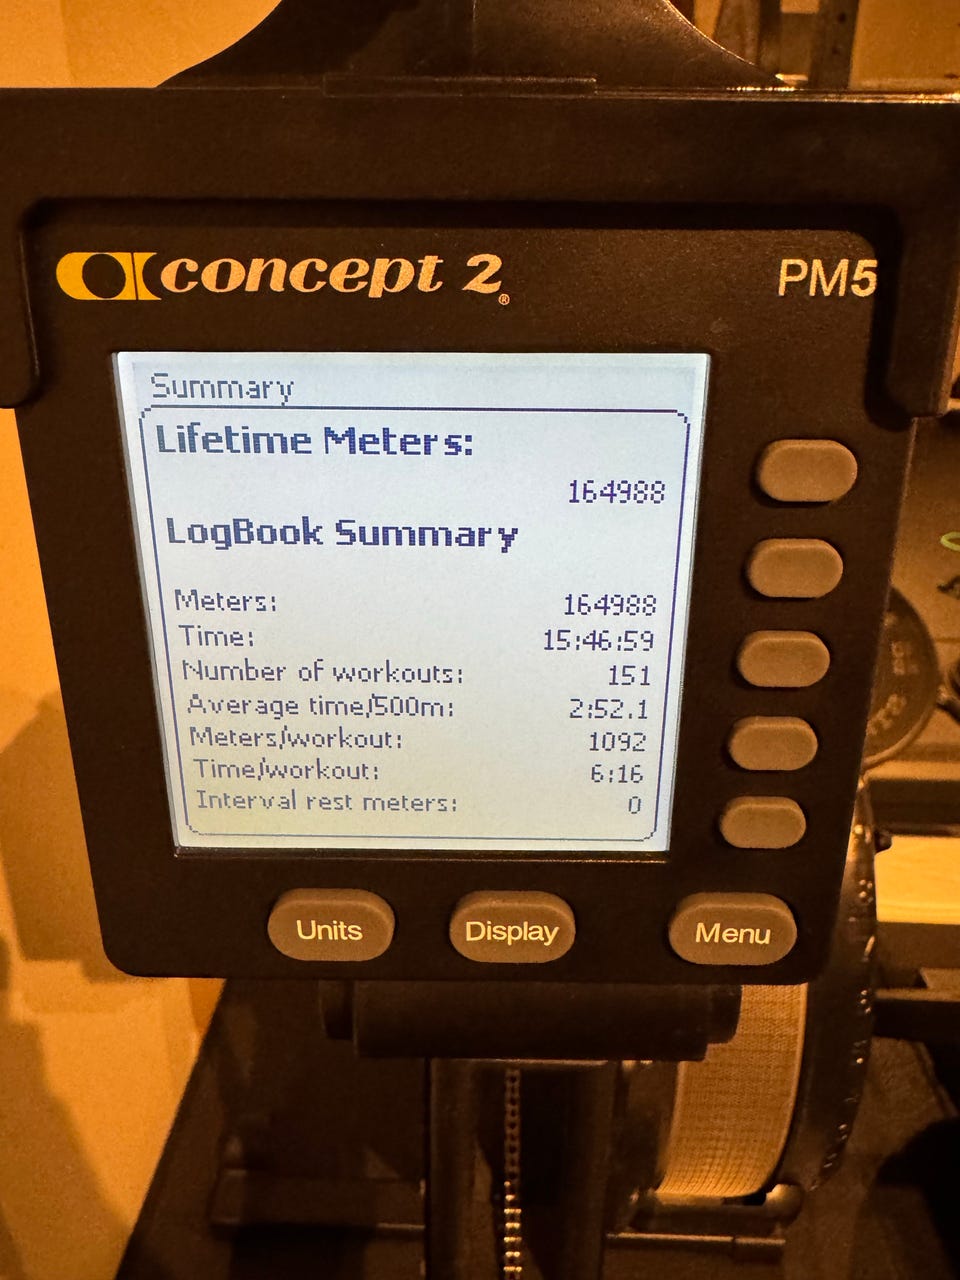 concept 2®
PM5
Summary
Lifetime Meters:
164988
LogBook Summary
Meters: 164988
Time: 15:46:59
Number of workouts: 151
Average time/500m: 2:52.1
Meters/workout: 1092
Time/workout: 6:16
Interval rest meters: 0
Units Display Menu